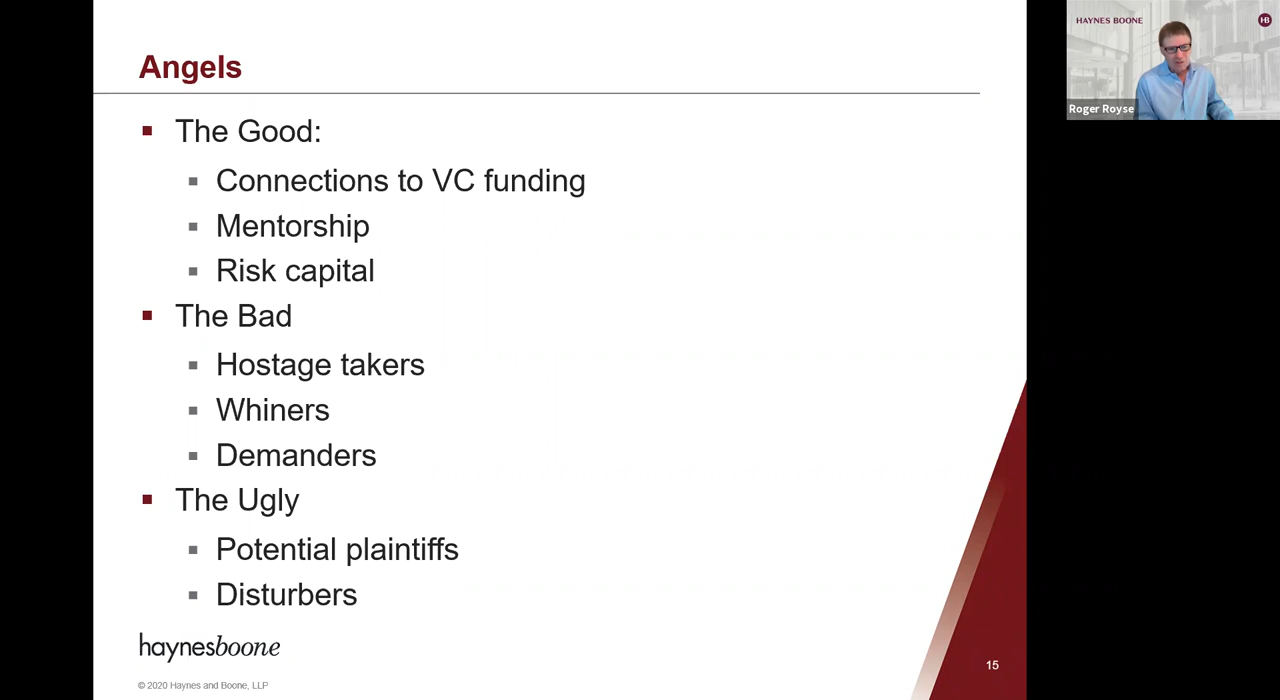 Angels
The Good:
Connections to VC funding
Mentorship
Risk capital
The Bad
Hostage takers
Whiners
Demanders
The Ugly
Potential plaintiffs
Disturbers
haynesboone
© 2020 Haynes and Boone, LLP
15
HAYNES BOONE
HB
Roger Royse